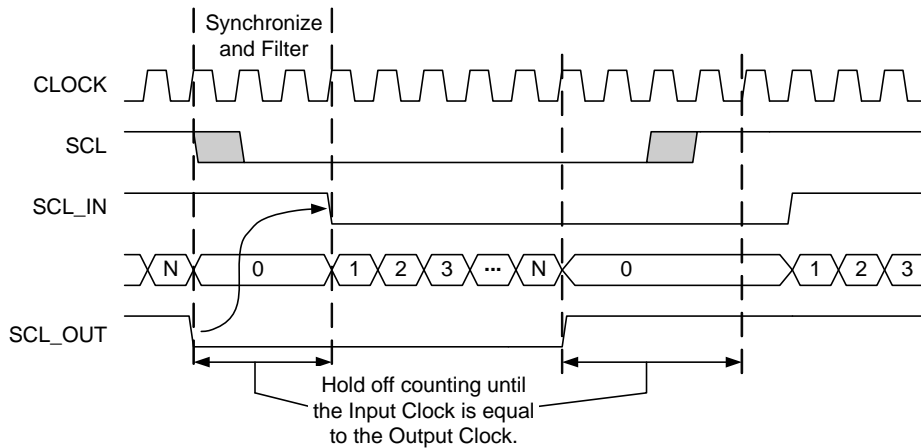 Synchronize
and Filter
CLOCK
SCL
SCL_IN
N 0 1 2 3 ... N 0 1 2 3
SCL_OUT
Hold off counting until
the Input Clock is equal
to the Output Clock.